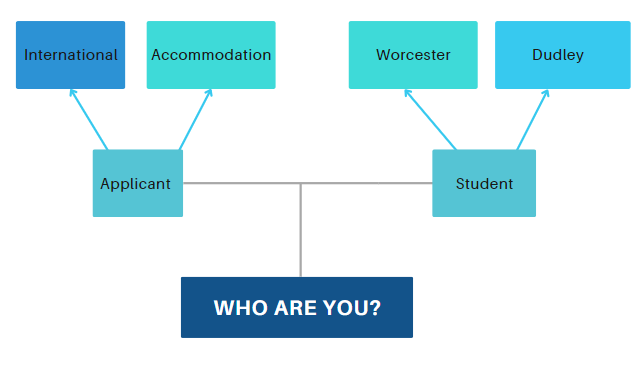 International
Accommodation
Worcester
Dudley
Applicant
Student
WHO ARE YOU?